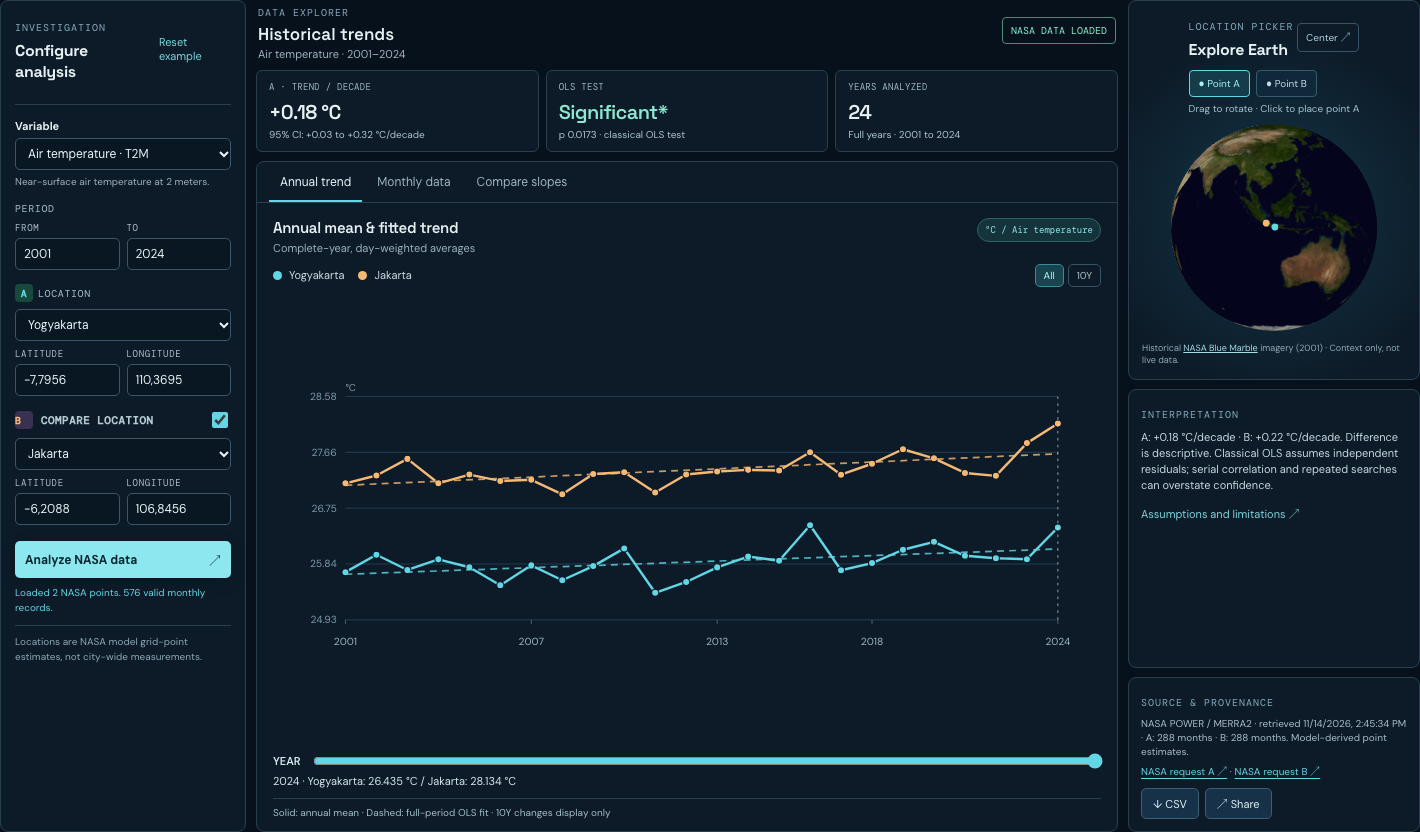 INVESTIGATION
Configure
analysis
Reset
example
Variable
Air temperature · T2M
Near-surface air temperature at 2 meters.
PERIOD
FROM
TO
2001
2024
A LOCATION
Yogyakarta
LATITUDE
LONGITUDE
-7,7956
110,3695
B COMPARE LOCATION
Jakarta
LATITUDE
LONGITUDE
-6,2088
106,8456
Analyze NASA data ↗
Loaded 2 NASA points. 576 valid monthly
records.
Locations are NASA model grid-point
estimates, not city-wide measurements.
DATA EXPLORER
Historical trends
Air temperature · 2001–2024
NASA DATA LOADED
A · TREND / DECADE
+0.18 °C
95% CI: +0.03 to +0.32 °C/decade
OLS TEST
Significant*
p 0.0173 · classical OLS test
YEARS ANALYZED
24
Full years · 2001 to 2024
Annual trend
Monthly data
Compare slopes
Annual mean & fitted trend
Complete-year, day-weighted averages
°C / Air temperature
Yogyakarta
Jakarta
All
10Y
°C
28.58
27.66
26.75
25.84
24.93
2001
2007
2013
2018
2024
YEAR
2024 · Yogyakarta: 26.435 °C / Jakarta: 28.134 °C
Solid: annual mean · Dashed: full-period OLS fit · 10Y changes display only
LOCATION PICKER
Explore Earth
Center ↗
● Point A
● Point B
Drag to rotate · Click to place point A
Historical NASA Blue Marble imagery (2001) · Context only, not
live data.
INTERPRETATION
A: +0.18 °C/decade · B: +0.22 °C/decade. Difference
is descriptive. Classical OLS assumes independent
residuals; serial correlation and repeated searches
can overstate confidence.
Assumptions and limitations ↗
SOURCE & PROVENANCE
NASA POWER / MERRA2 · retrieved 11/14/2026, 2:45:34 PM
· A: 288 months · B: 288 months. Model-derived point
estimates.
NASA request A ↗ · NASA request B ↗
↓ CSV
↗ Share